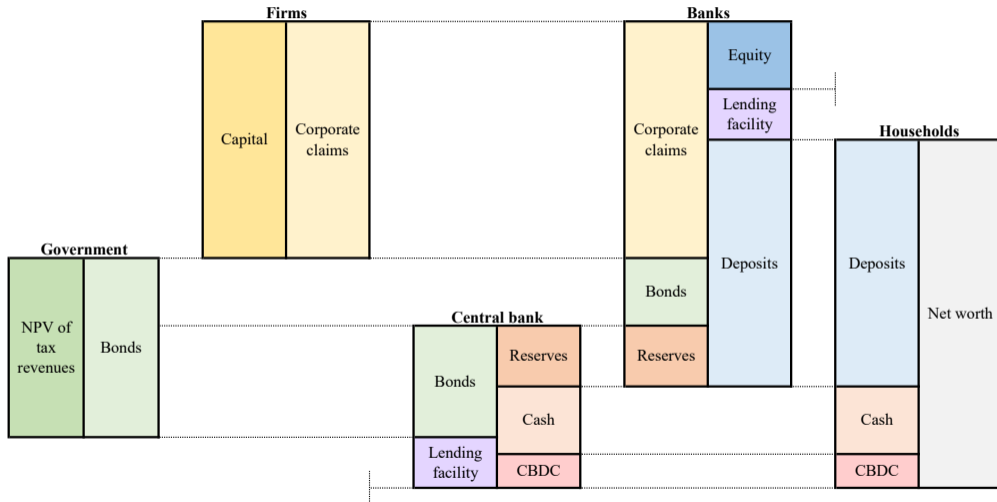 Firms
Capital
Corporate
claims
Banks
Corporate
claims
Equity
Lending
facility
Deposits
Bonds
Reserves
Households
Deposits
Net worth
Cash
CBDC
Government
NPV of
tax
revenues
Bonds
Central bank
Bonds
Reserves
Cash
Lending
facility
CBDC